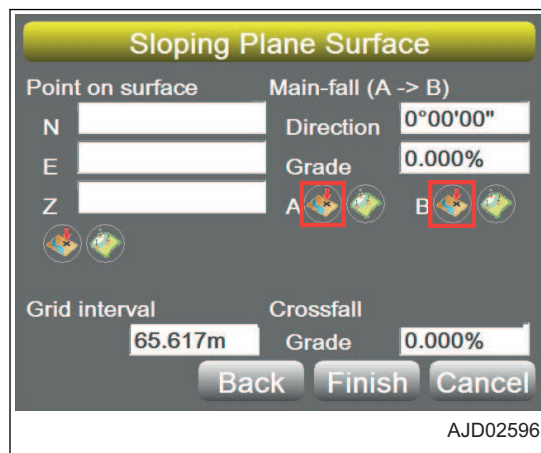 Sloping Plane Surface
Point on surface
Main-fall (A -> B)
N
Direction 0°00'00"
E
Grade 0.000%
Z
A B
Grid interval
Crossfall
65.617m
Grade 0.000%
Back Finish Cancel
AJD02596